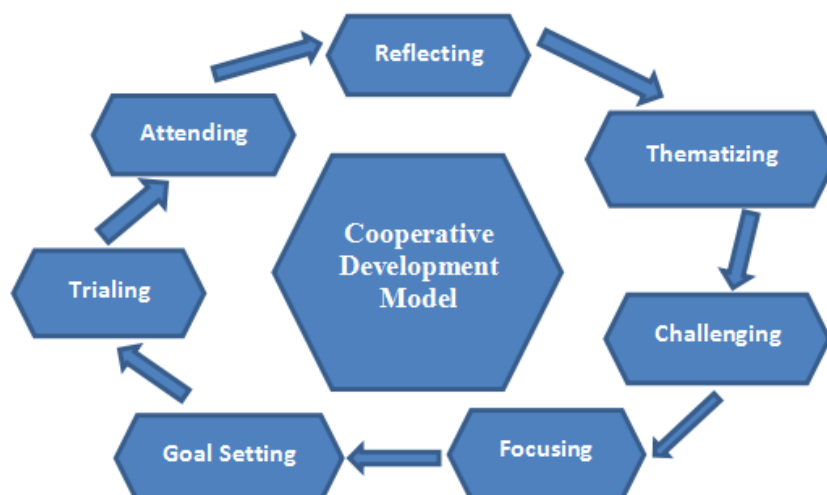 Reflecting
Attending
Thematizing
Cooperative
Development
Model
Trialing
Challenging
Goal Setting
Focusing